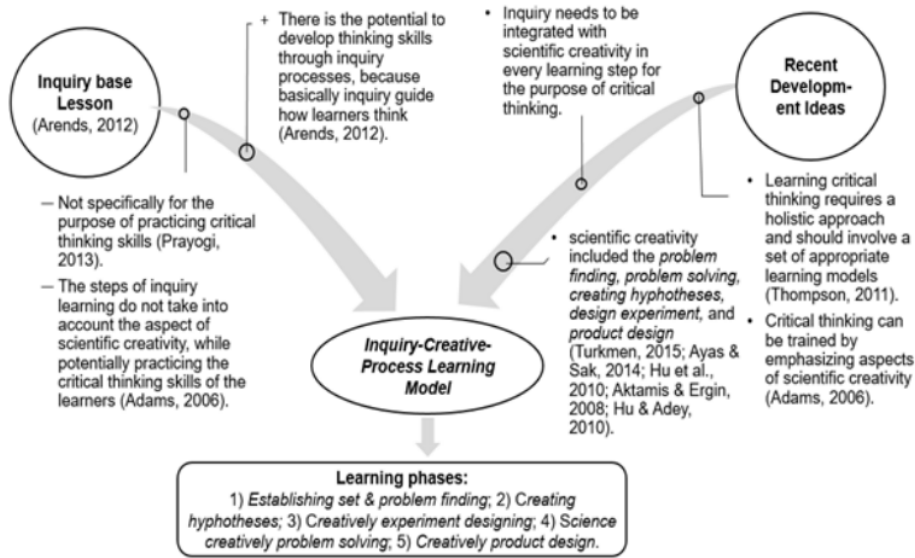 Inquiry base
Lesson
(Arends, 2012)
+ There is the potential to
develop thinking skills
through inquiry
processes, because
basically inquiry guide
how learners think
(Arends, 2012).
— Not specifically for the
purpose of practicing critical
thinking skills (Prayogi,
2013).
— The steps of inquiry
learning do not take into
account the aspect of
scientific creativity, while
potentially practicing the
critical thinking skills of the
learners (Adams, 2006).
• Inquiry needs to be
integrated with
scientific creativity in
every learning step for
the purpose of critical
thinking.
Recent
Develop-
ment Ideas
• Learning critical
thinking requires a
holistic approach
and should involve a
set of appropriate
learning models
(Thompson, 2011).
• Critical thinking can
be trained by
emphasizing aspects
of scientific creativity
(Adams, 2006).
• scientific creativity
included the problem
finding, problem solving,
creating hyphotheses,
design experiment, and
product design
(Turkmen, 2015; Ayas &
Sak, 2014; Hu et al.,
2010; Aktamis & Ergin,
2008; Hu & Adey,
2010).
Inquiry-Creative-
Process Learning
Model
Learning phases:
1) Establishing set & problem finding; 2) Creating
hyphotheses; 3) Creatively experiment designing; 4) Science
creatively problem solving; 5) Creatively product design.